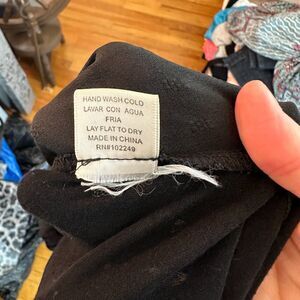 HAND WASH COLD
LAVAR CON AGUA
FRIA
LAY FLAT TO DRY
MADE IN CHINA
RN#102249